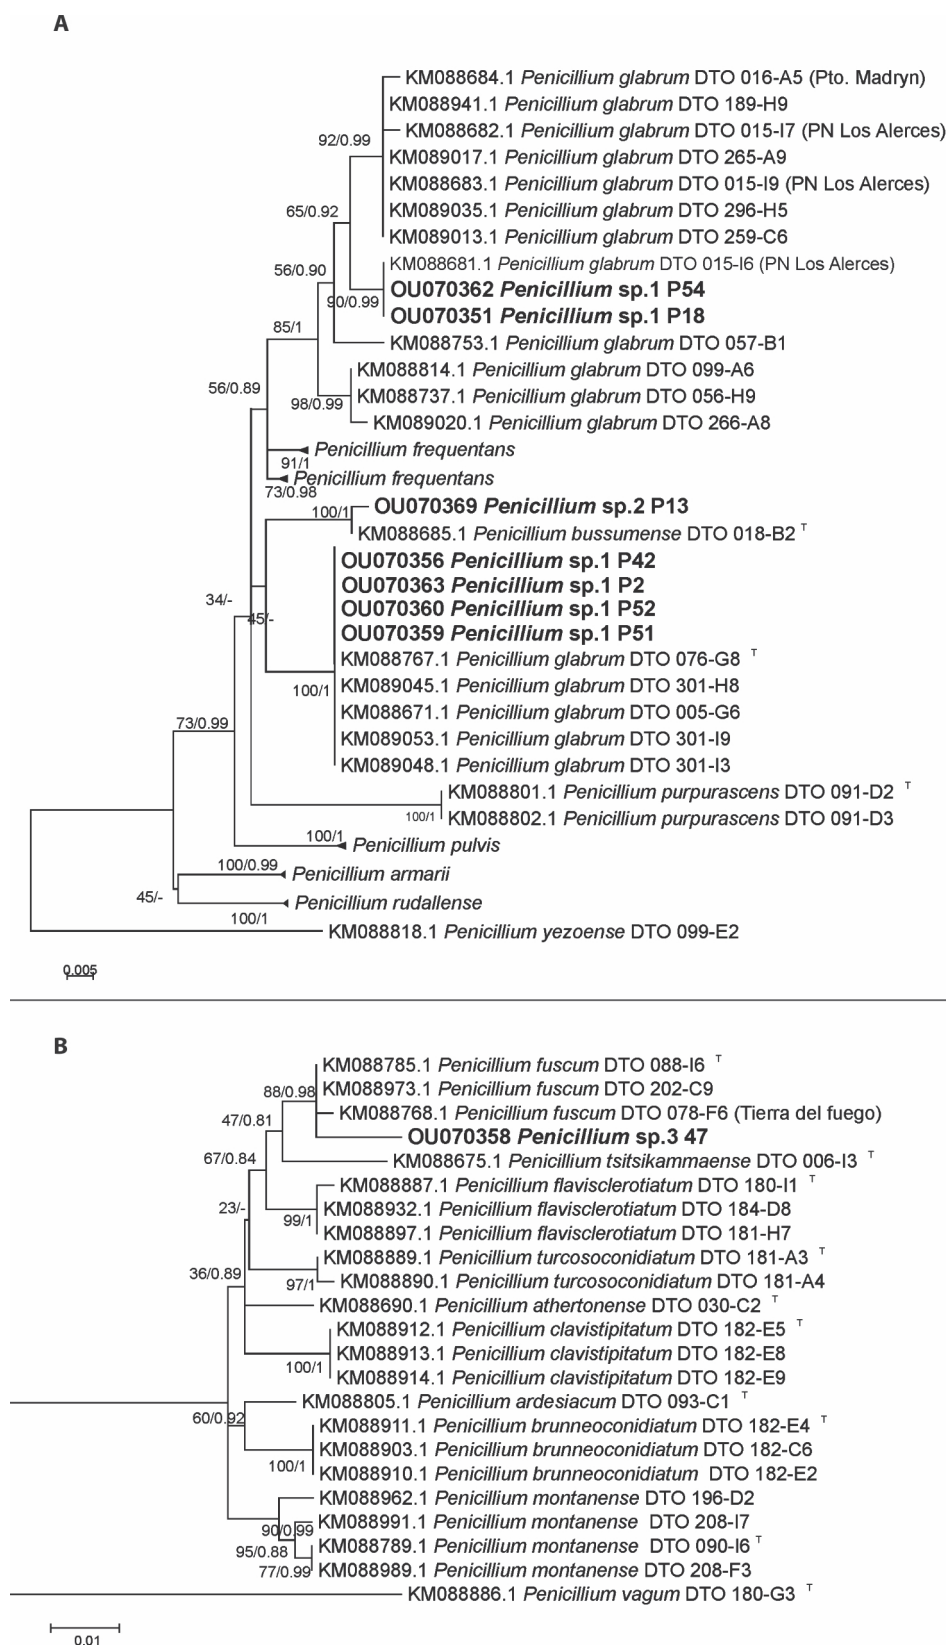 A
KM088684.1 Penicillium glabrum DTO 016-A5 (Pto. Madryn)
KM088941.1 Penicillium glabrum DTO 189-H9
KM088682.1 Penicillium glabrum DTO 015-I7 (PN Los Alerces)
92/0.99
KM089017.1 Penicillium glabrum DTO 265-A9
KM088683.1 Penicillium glabrum DTO 015-I9 (PN Los Alerces)
65/0.92
KM089035.1 Penicillium glabrum DTO 296-H5
KM089013.1 Penicillium glabrum DTO 259-C6
56/0.90
KM088681.1 Penicillium glabrum DTO 015-I6 (PN Los Alerces)
OU070362 Penicillium sp.1 P54
90/0.99
OU070351 Penicillium sp.1 P18
85/1
KM088753.1 Penicillium glabrum DTO 057-B1
KM088814.1 Penicillium glabrum DTO 099-A6
56/0.89
KM088737.1 Penicillium glabrum DTO 056-H9
98/0.99
KM089020.1 Penicillium glabrum DTO 266-A8
Penicillium frequentans
91/1
Penicillium frequentans
73/0.98
OU070369 Penicillium sp.2 P13
100/1
KM088685.1 Penicillium bussumense DTO 018-B2 T
OU070356 Penicillium sp.1 P42
OU070363 Penicillium sp.1 P2
34/-
OU070360 Penicillium sp.1 P52
45/-
OU070359 Penicillium sp.1 P51
KM088767.1 Penicillium glabrum DTO 076-G8 T
KM089045.1 Penicillium glabrum DTO 301-H8
100/1
KM088671.1 Penicillium glabrum DTO 005-G6
73/0.99
KM089053.1 Penicillium glabrum DTO 301-I9
KM089048.1 Penicillium glabrum DTO 301-I3
KM088801.1 Penicillium purpurascens DTO 091-D2 T
100/1
KM088802.1 Penicillium purpurascens DTO 091-D3
100/1
Penicillium pulvis
100/0.99
Penicillium armarii
45/-
Penicillium rudallense
100/1
KM088818.1 Penicillium yezoense DTO 099-E2
0.005
B
KM088785.1 Penicillium fuscum DTO 088-I6 T
88/0.98
KM088973.1 Penicillium fuscum DTO 202-C9
47/0.81
KM088768.1 Penicillium fuscum DTO 078-F6 (Tierra del fuego)
OU070358 Penicillium sp.3 47
67/0.84
KM088675.1 Penicillium tsitsikammaense DTO 006-I3 T
KM088887.1 Penicillium flavisclerotiatum DTO 180-I1 T
23/-
KM088932.1 Penicillium flavisclerotiatum DTO 184-D8
99/1
KM088897.1 Penicillium flavisclerotiatum DTO 181-H7
KM088889.1 Penicillium turcosoconidiatum DTO 181-A3 T
36/0.89
97/1
KM088890.1 Penicillium turcosoconidiatum DTO 181-A4
KM088690.1 Penicillium athertonense DTO 030-C2 T
KM088912.1 Penicillium clavistipitatum DTO 182-E5 T
KM088913.1 Penicillium clavistipitatum DTO 182-E8
100/1
KM088914.1 Penicillium clavistipitatum DTO 182-E9
KM088805.1 Penicillium ardesiacum DTO 093-C1 T
60/0.92
KM088911.1 Penicillium brunneoconidiatum DTO 182-E4 T
KM088903.1 Penicillium brunneoconidiatum DTO 182-C6
100/1
KM088910.1 Penicillium brunneoconidiatum DTO 182-E2
KM088962.1 Penicillium montanense DTO 196-D2
KM088991.1 Penicillium montanense DTO 208-I7
90/0.99
KM088789.1 Penicillium montanense DTO 090-I6 T
95/0.88
KM088989.1 Penicillium montanense DTO 208-F3
77/0.99
KM088886.1 Penicillium vagum DTO 180-G3 T
0.01